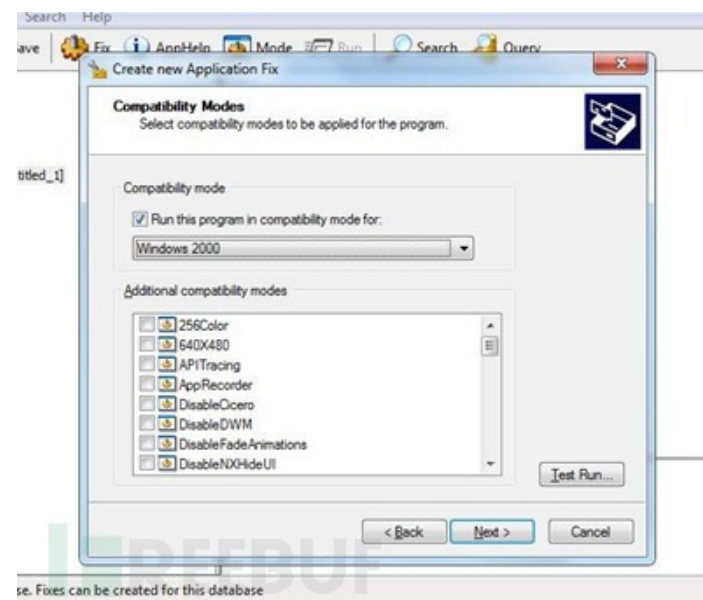 Search Help
ave Fix AppHelp Mode Run Search Query
Create new Application Fix
Compatibility Modes
Select compatibility modes to be applied for the program.
titled_1]
Compatibility mode
Run this program in compatibility mode for:
Windows 2000
Additional compatibility modes
256Color
640X480
APITracing
AppRecorder
DisableCicero
DisableDWM
DisableFadeAnimations
DisableNXHideUI
Test Run...
< Back Next > Cancel
REEBUF
se. Fixes can be created for this database